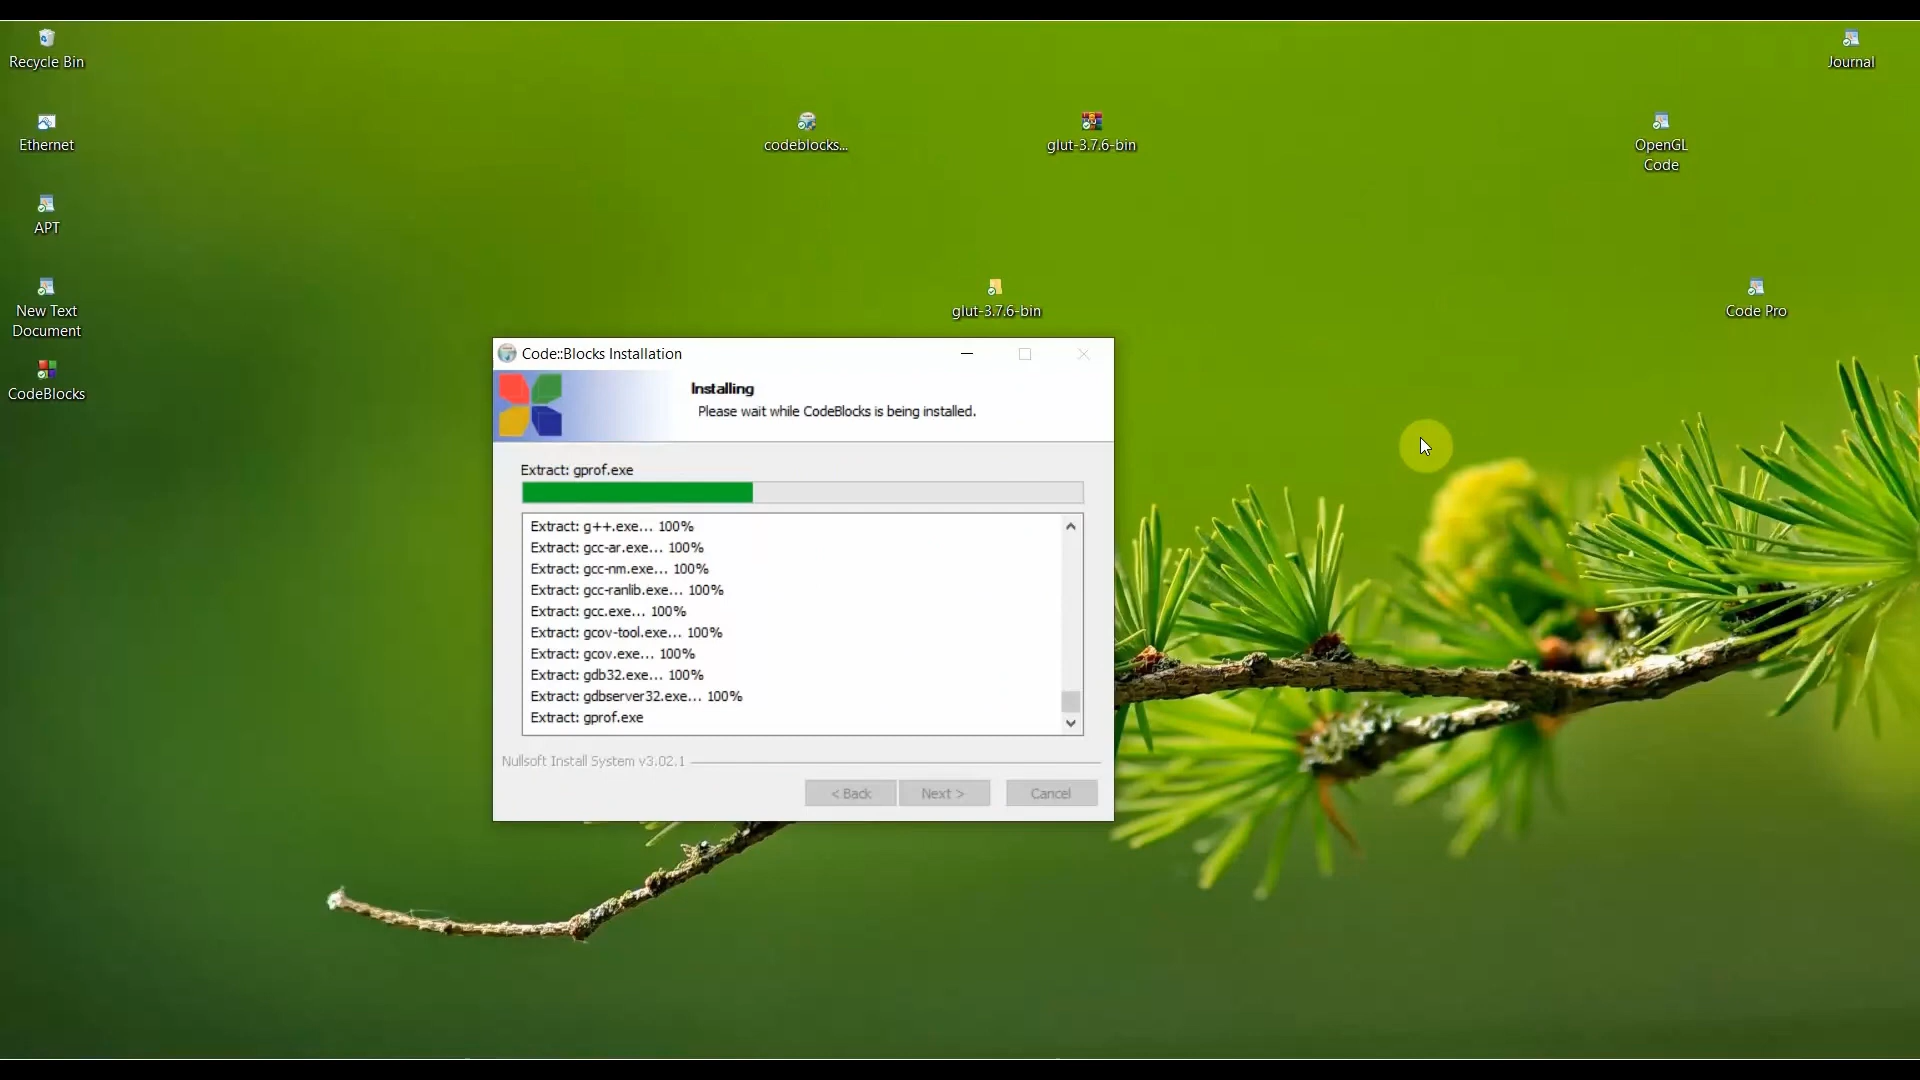 Recycle Bin
Journal
Ethernet
codeblocks...
glut-3.7.6-bin
OpenGL
Code
APT
New Text
Document
glut-3.7.6-bin
Code Pro
CodeBlocks
Code::Blocks Installation
Installing
Please wait while CodeBlocks is being installed.
Extract: gprof.exe
Extract: g++.exe... 100%
Extract: gcc-ar.exe... 100%
Extract: gcc-nm.exe... 100%
Extract: gcc-ranlib.exe... 100%
Extract: gcc.exe... 100%
Extract: gcov-tool.exe... 100%
Extract: gcov.exe... 100%
Extract: gdb32.exe... 100%
Extract: gdbserver32.exe... 100%
Extract: gprof.exe
Nullsoft Install System v3.02.1
< Back
Next >
Cancel